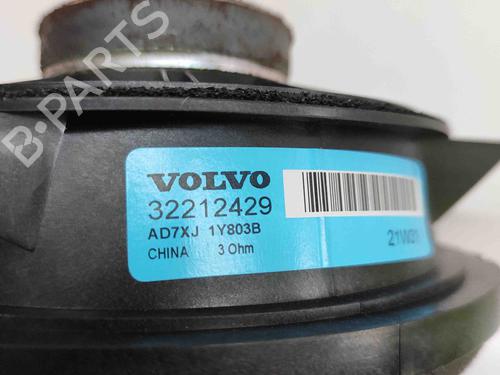 B-PARTS
VOLVO
32212429
AD7XJ 1Y803B
CHINA 3 Ohm